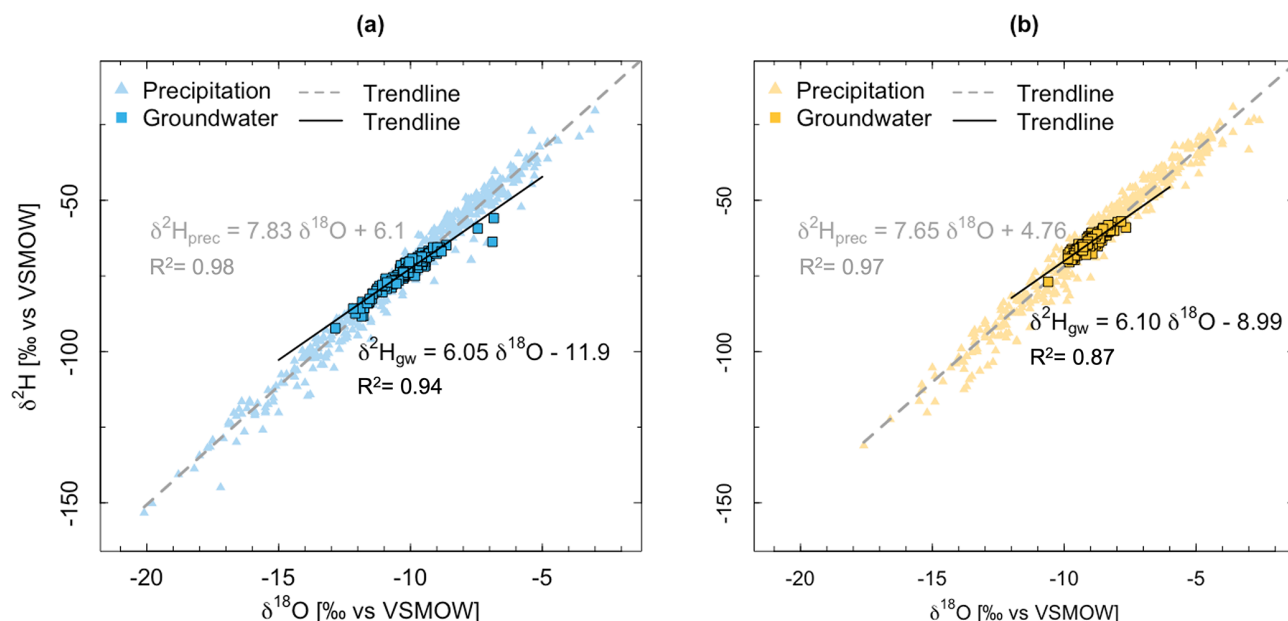 (a)
Precipitation Trendline
Groundwater Trendline
δ²Hprec = 7.83 δ¹⁸O + 6.1
R²= 0.98
δ²Hgw = 6.05 δ¹⁸O - 11.9
R²= 0.94
-50
-100
-150
δ²H [‰ vs VSMOW]
-20 -15 -10 -5
δ¹⁸O [‰ vs VSMOW]
(b)
Precipitation Trendline
Groundwater Trendline
δ²Hprec = 7.65 δ¹⁸O + 4.76
R²= 0.97
δ²Hgw = 6.10 δ¹⁸O - 8.99
R²= 0.87
-50
-100
-150
δ²H [‰ vs VSMOW]
-20 -15 -10 -5
δ¹⁸O [‰ vs VSMOW]